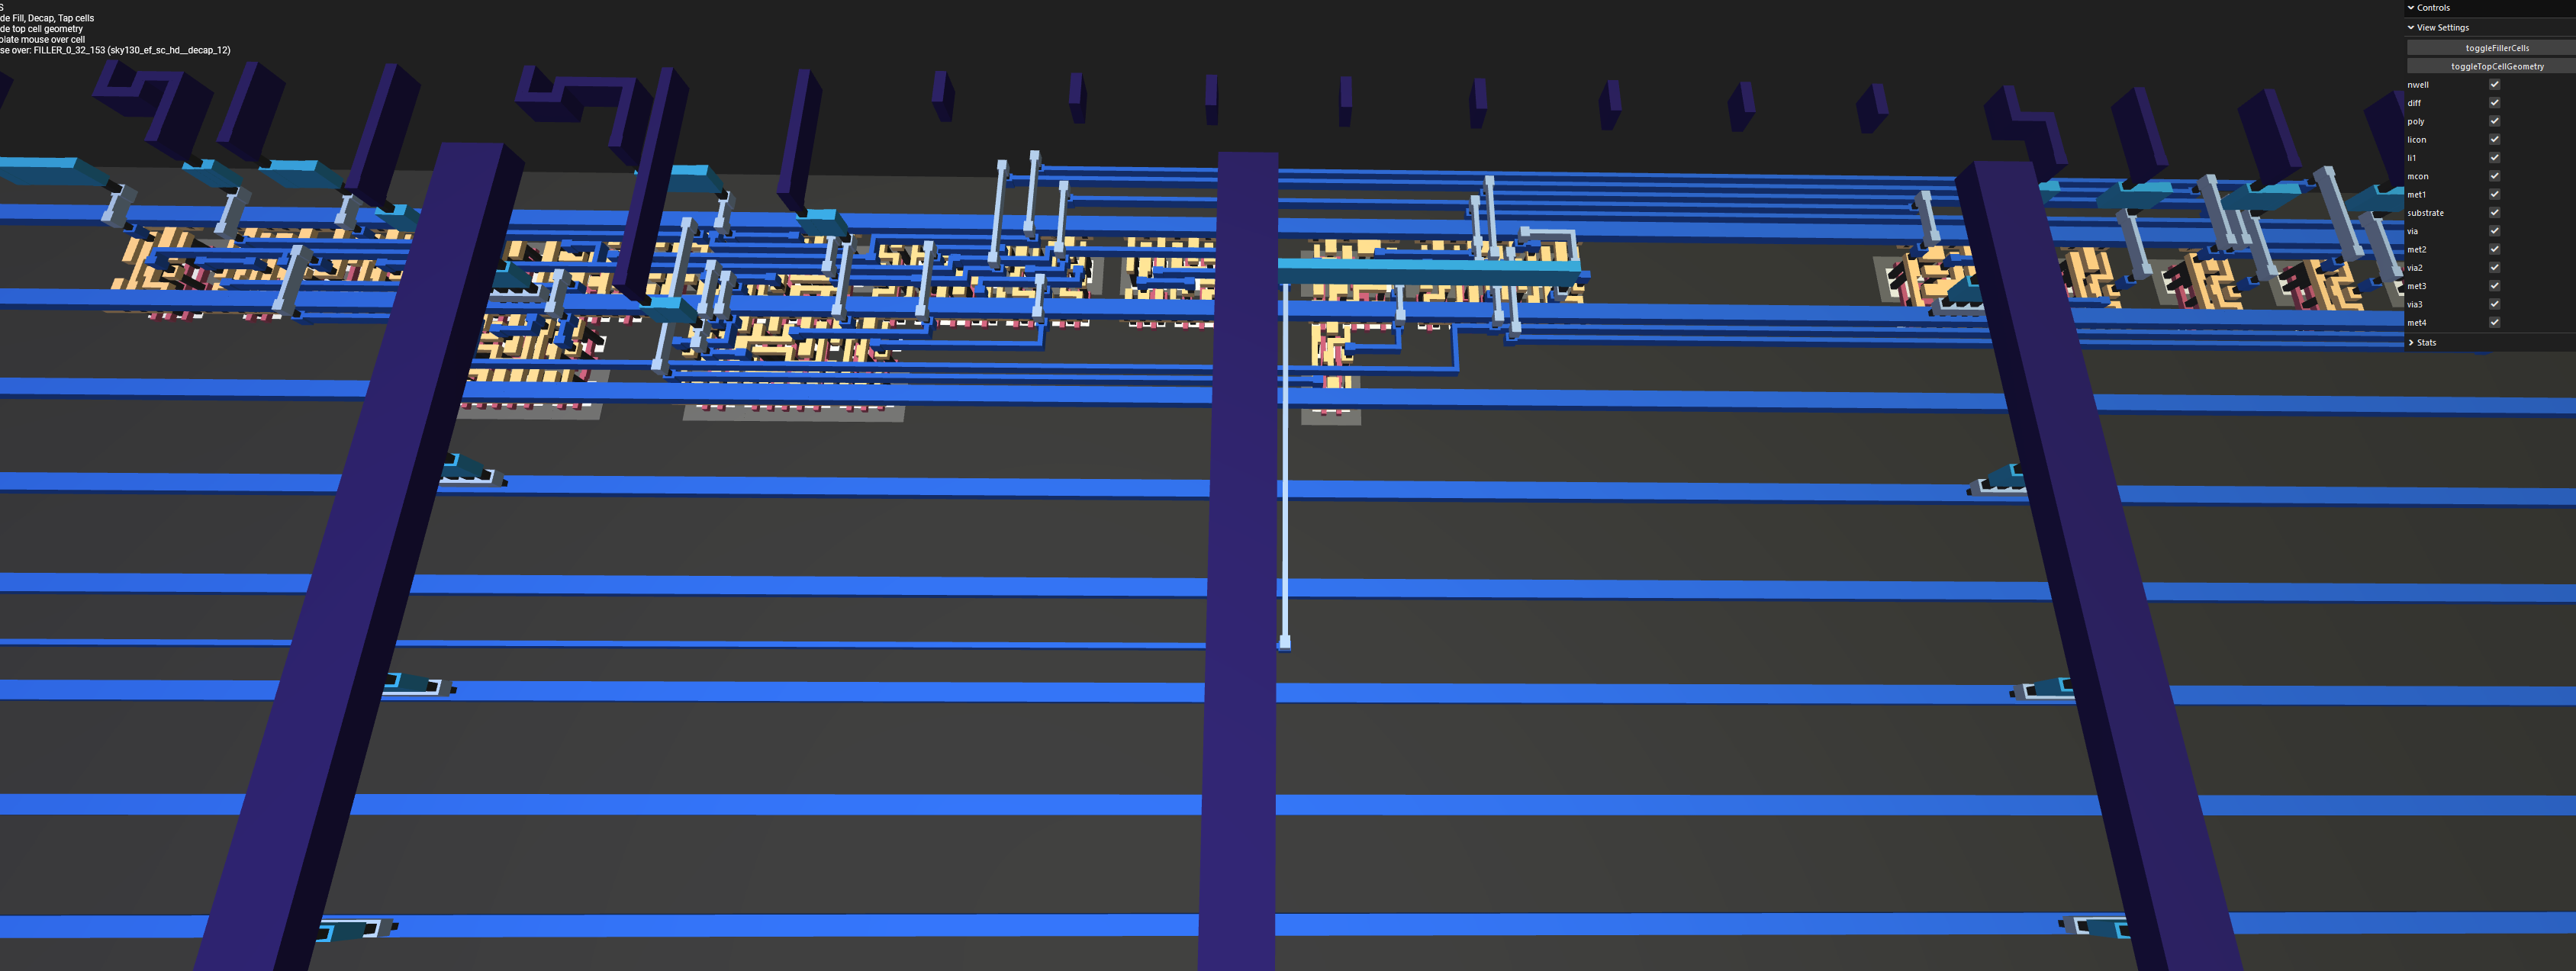 S
de Fill, Decap, Tap cells
de top cell geometry
olate mouse over cell
se over: FILLER_0_32_153 (sky130_ef_sc_hd__decap_12)
Controls
View Settings
toggleFillerCells
toggleTopCellGeometry
nwell
diff
poly
licon
li1
mcon
met1
substrate
via
met2
via2
met3
via3
met4
Stats